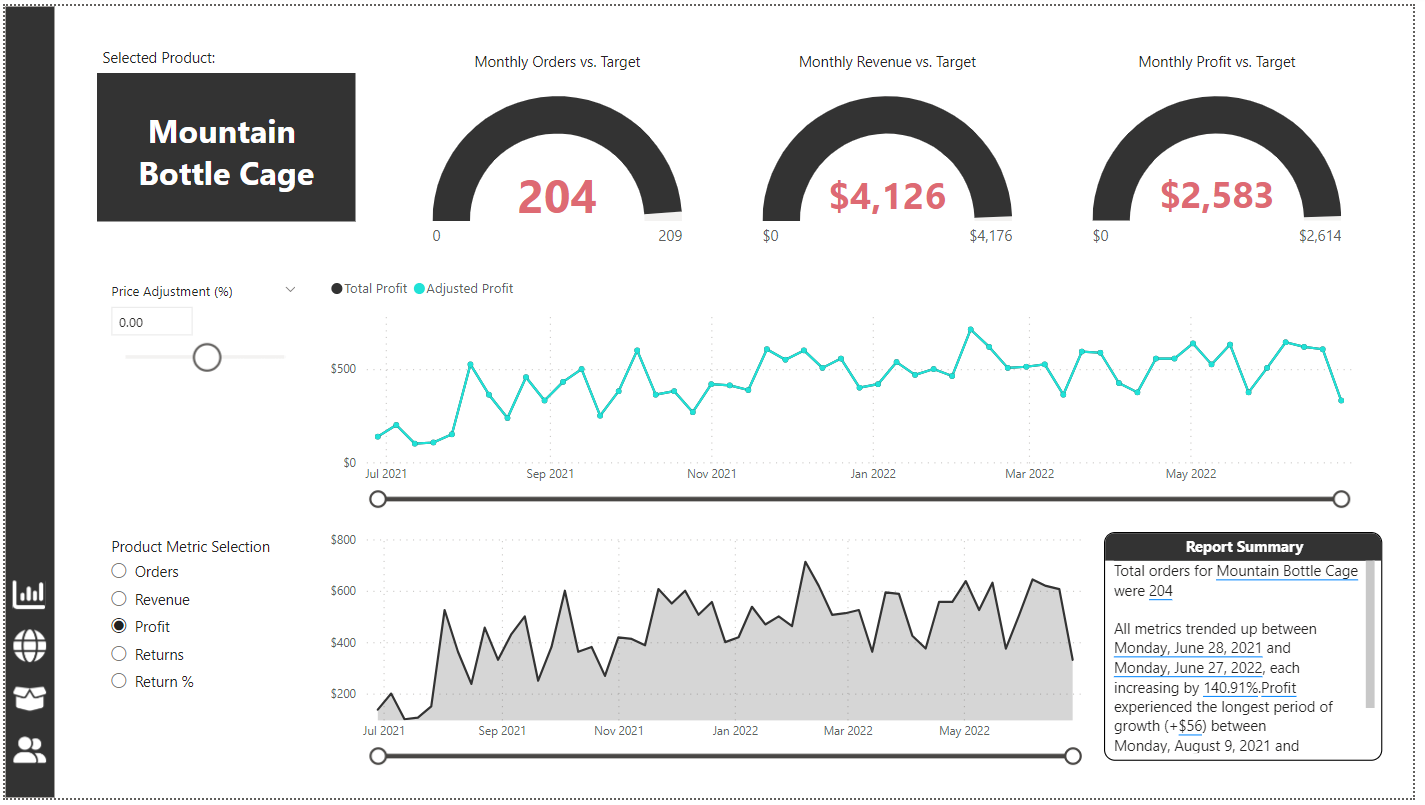 Selected Product:
Mountain
Bottle Cage
Monthly Orders vs. Target
204
0
209
Monthly Revenue vs. Target
$4,126
$0
$4,176
Monthly Profit vs. Target
$2,583
$0
$2,614
Price Adjustment (%)
0.00
Total Profit
Adjusted Profit
$500
$0
Jul 2021
Sep 2021
Nov 2021
Jan 2022
Mar 2022
May 2022
Product Metric Selection
Orders
Revenue
Profit
Returns
Return %
$800
$600
$400
$200
Jul 2021
Sep 2021
Nov 2021
Jan 2022
Mar 2022
May 2022
Report Summary
Total orders for Mountain Bottle Cage
were 204
All metrics trended up between
Monday, June 28, 2021 and
Monday, June 27, 2022, each
increasing by 140.91%.Profit
experienced the longest period of
growth (+$56) between
Monday, August 9, 2021 and